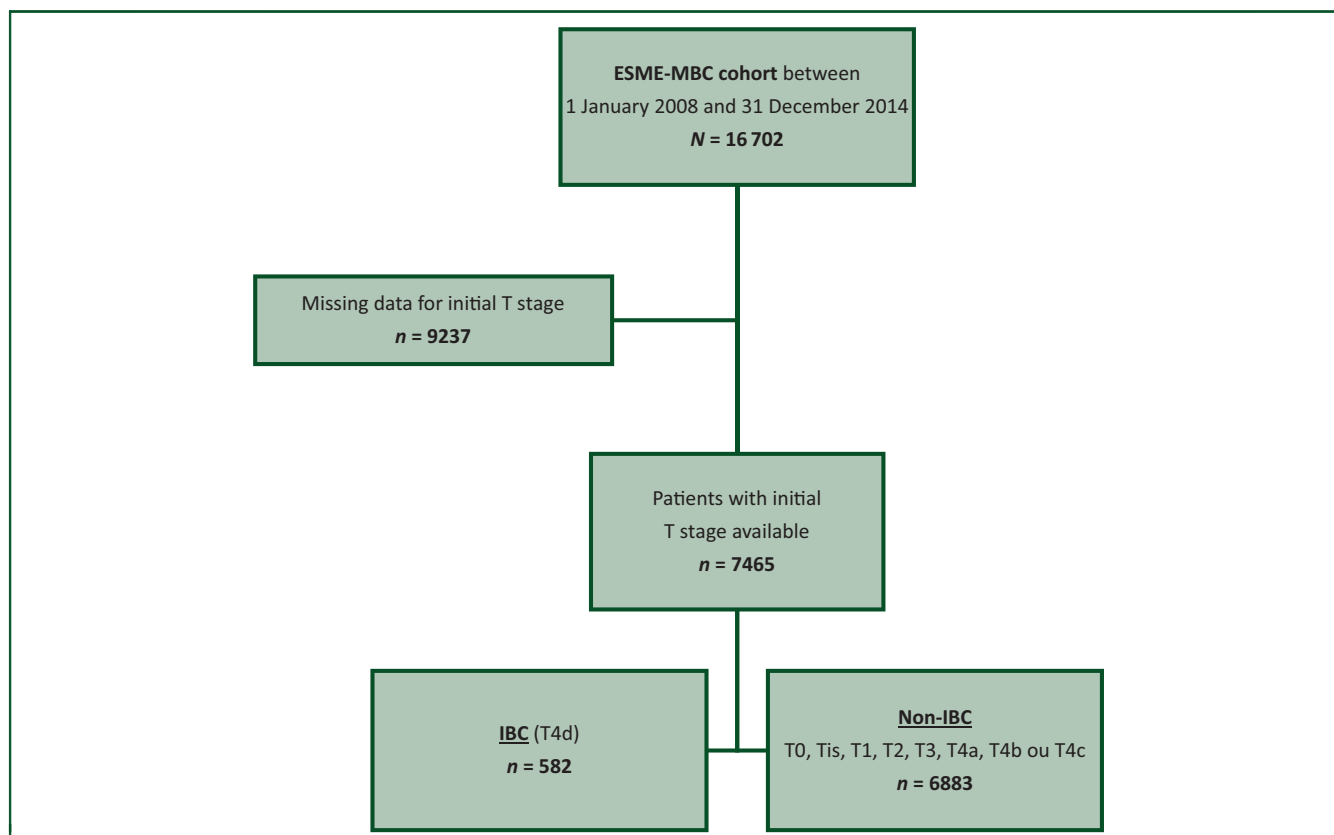 ESME-MBC cohort between
1 January 2008 and 31 December 2014
N = 16 702
Missing data for initial T stage
n = 9237
Patients with initial
T stage available
n = 7465
IBC (T4d)
n = 582
Non-IBC
T0, Tis, T1, T2, T3, T4a, T4b ou T4c
n = 6883